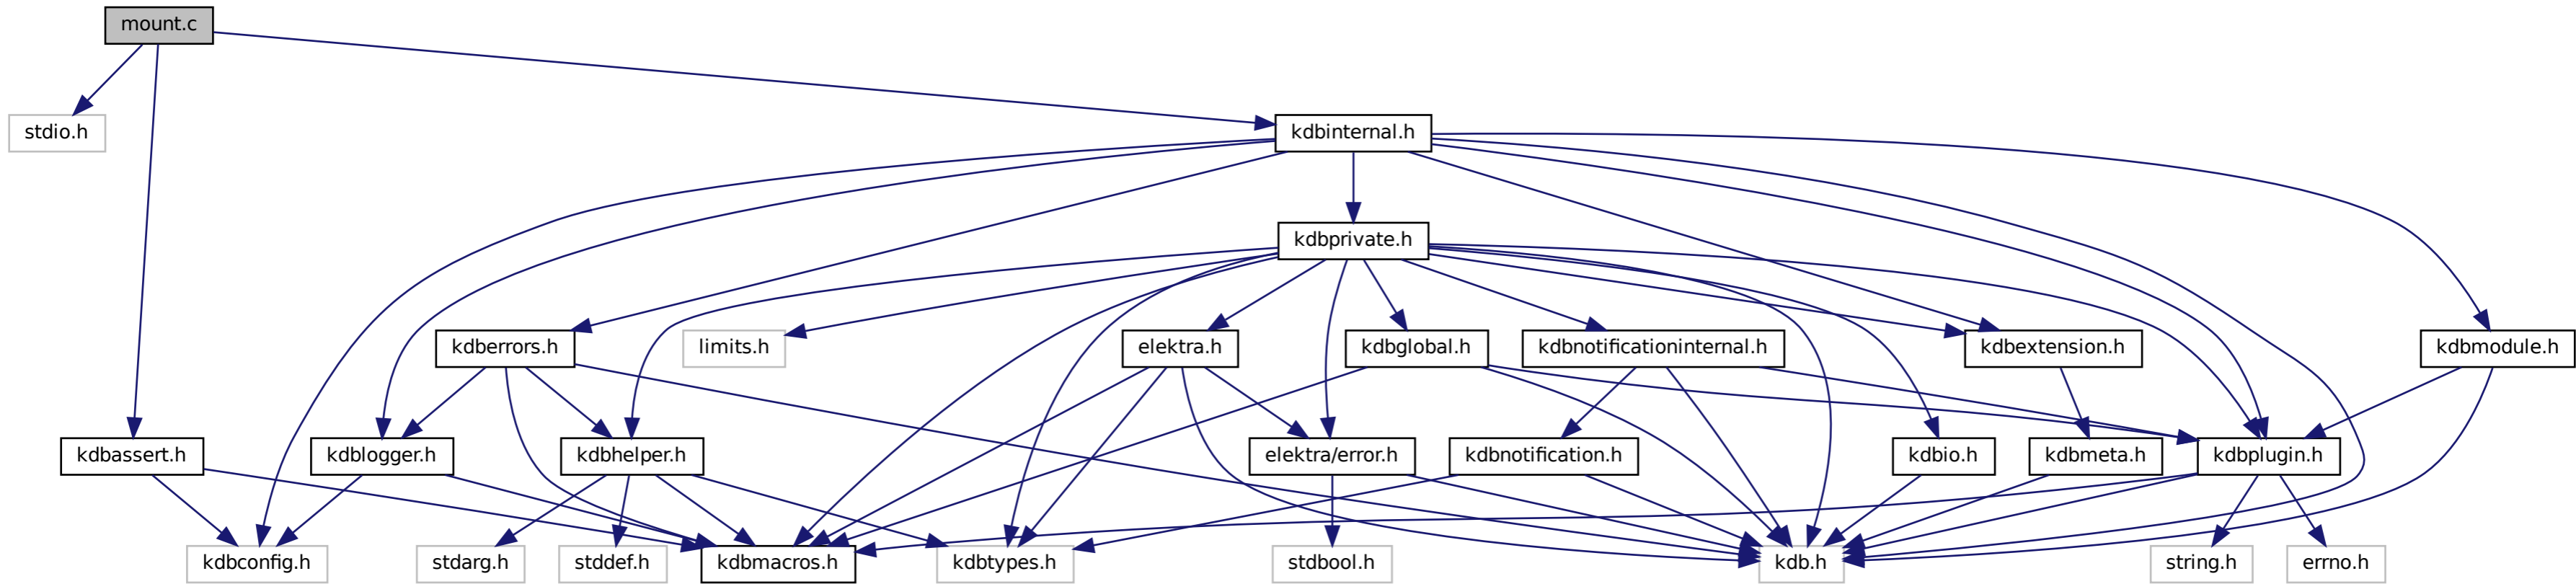 mount.c
stdio.h
kdbinternal.h
kdbprivate.h
kdberrors.h
limits.h
elektra.h
kdbglobal.h
kdbnotificationinternal.h
kdbextension.h
kdbmodule.h
kdbassert.h
kdblogger.h
kdbhelper.h
elektra/error.h
kdbnotification.h
kdbio.h
kdbmeta.h
kdbplugin.h
kdbconfig.h
stdarg.h
stddef.h
kdbmacros.h
kdbtypes.h
stdbool.h
kdb.h
string.h
errno.h